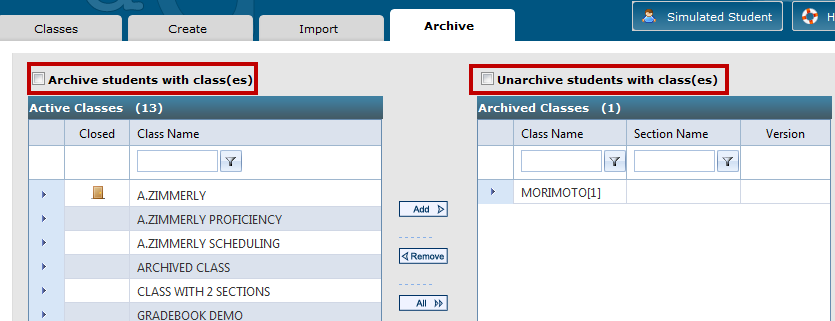 Classes
Create
Import
Archive
Simulated Student
H
Archive students with class(es)
Unarchive students with class(es)
Active Classes (13)
Closed
Class Name
A.ZIMMERLY
A.ZIMMERLY PROFICIENCY
A.ZIMMERLY SCHEDULING
ARCHIVED CLASS
CLASS WITH 2 SECTIONS
GRADEBOOK DEMO
Add
Remove
All
Archived Classes (1)
Class Name
Section Name
Version
MORIMOTO[1]